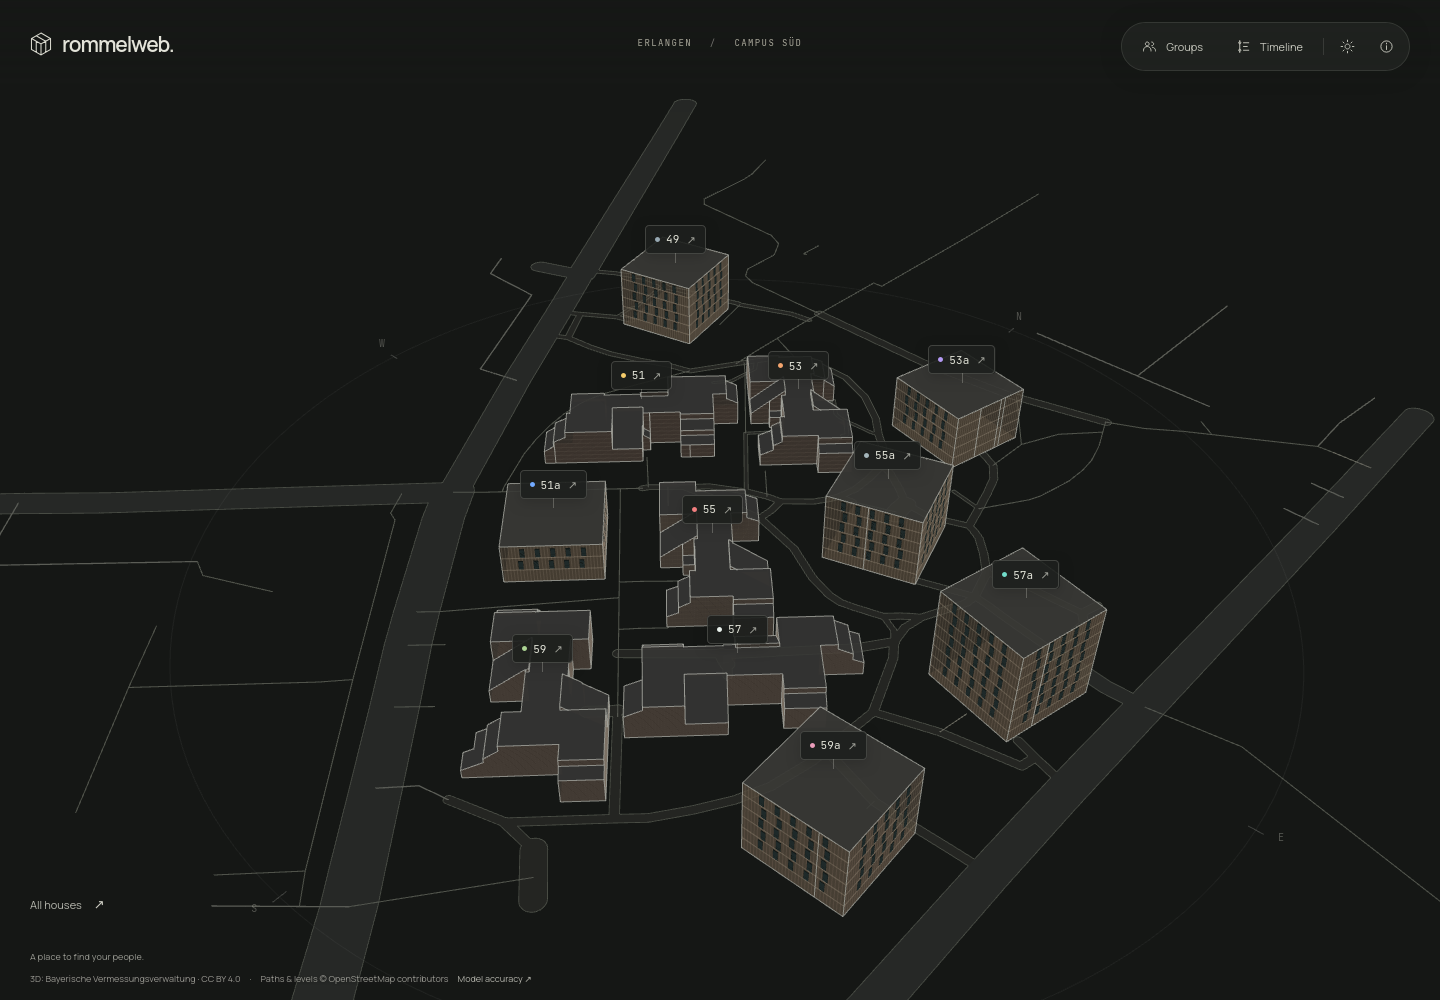 rommelweb.
ERLANGEN / CAMPUS SÜD
Groups
Timeline
49 ↗
N
W
53a ↗
53 ↗
51 ↗
55a ↗
51a ↗
55 ↗
57a ↗
57 ↗
59 ↗
59a ↗
E
All houses ↗
S
A place to find your people.
3D: Bayerische Vermessungsverwaltung · CC BY 4.0 · Paths & levels © OpenStreetMap contributors Model accuracy ↗